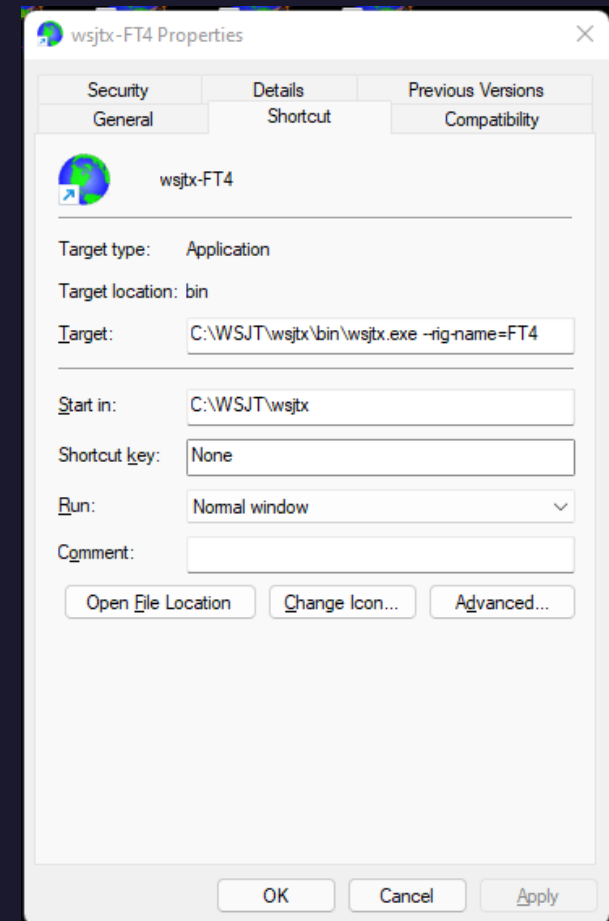 wsjtx-FT4 Properties
Security Details Previous Versions
General Shortcut Compatibility
wsjtx-FT4
Target type: Application
Target location: bin
Target: C:\WSJT\wsjtx\bin\wsjtx.exe --rig-name=FT4
Start in: C:\WSJT\wsjtx
Shortcut key: None
Run: Normal window
Comment:
Open File Location Change Icon... Advanced...
OK Cancel Apply